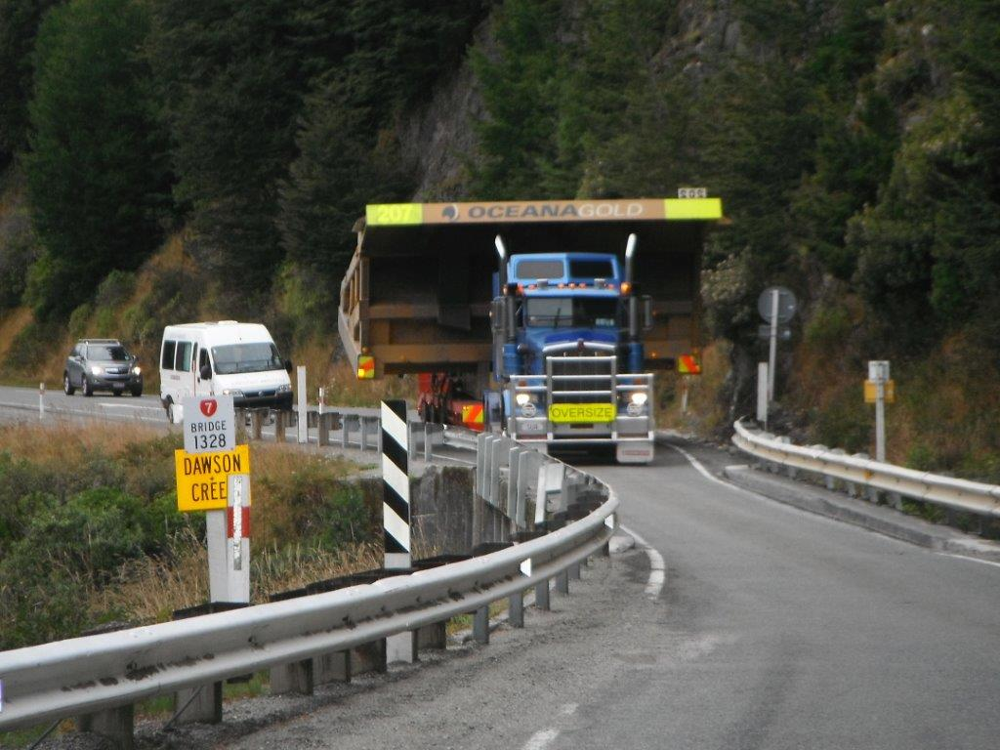 207 OCEANAGOLD
OVERSIZE
7
BRIDGE
1328
DAWSON
CREE